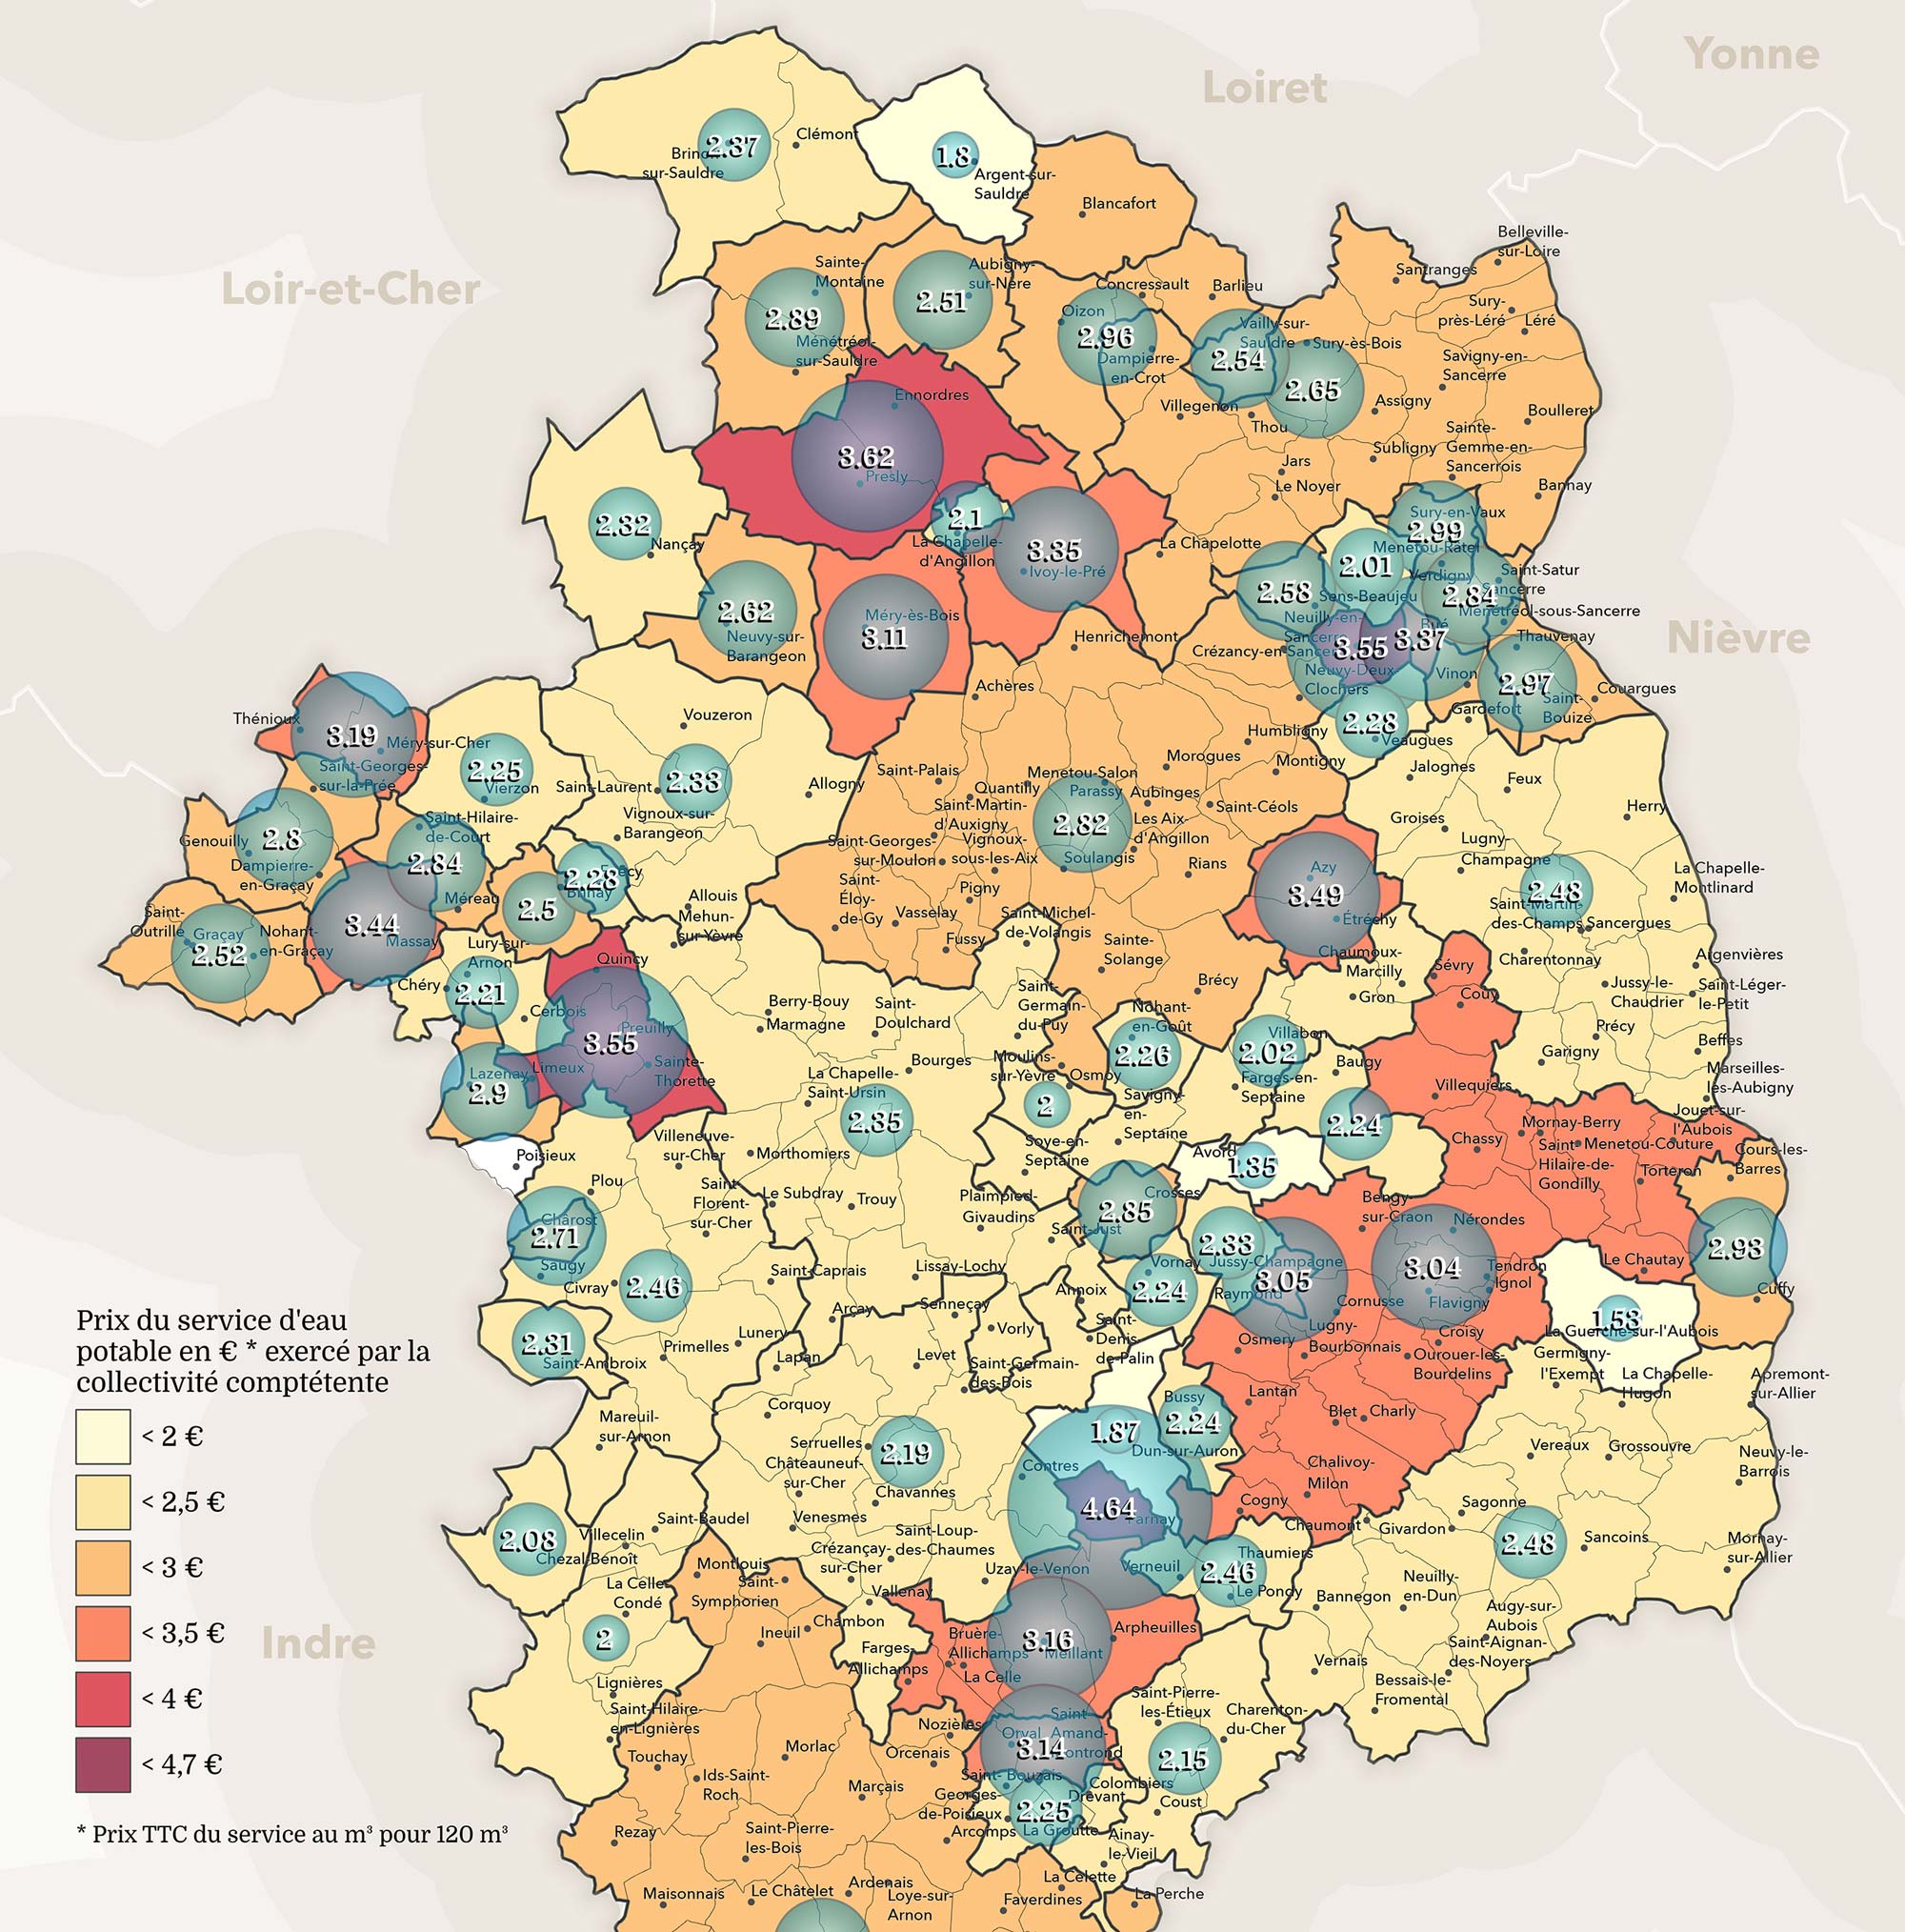 Yonne
Loiret
Loir-et-Cher
Nièvre
Indre
Clémont
2.37
Brinon-
sur-Sauldre
1.8
Argent-sur-
Sauldre
Blancafort
Belleville-
sur-Loire
Santranges
Sainte-
Montaine
2.89
Ménétréol-
sur-Sauldre
Aubigny-
sur-Nère
2.51
Concressault
Barlieu
Oizon
2.96
Dampierre-
en-Crot
Vailly-sur-
Sauldre
2.54
Sury-ès-Bois
2.65
Sury-
près-Léré
Léré
Savigny-en-
Sancerre
Assigny
Boulleret
Villegenon
Thou
Subligny
Sainte-
Gemme-en-
Sancerrois
Jars
Le Noyer
Bannay
Ennordres
3.62
Presly
2.32
Nançay
2.1
La Chapelle-
d'Angillon
3.35
Ivoy-le-Pré
La Chapelotte
Sury-en-Vaux
2.99
Menetou-Râtel
2.01
Verdigny
Saint-Satur
Sancerre
2.84
Ménétréol-sous-Sancerre
2.58
Sens-Beaujeu
Neuilly-en-
Sancerre
Bué
3.37
3.55
Crézancy-en-Sancerre
Neuvy-Deux
Clochers
Vinon
Thauvenay
2.97
Saint-
Bouize
Couargues
Gardefort
2.28
Veaugues
2.62
Neuvy-sur-
Barangeon
Méry-ès-Bois
3.11
Henrichemont
Achères
Humbligny
Montigny
Morogues
Jalognes
Feux
Herry
Thénioux
3.19
Méry-sur-Cher
Saint-Georges-
sur-la-Prée
2.25
Vierzon
Vouzeron
Saint-Laurent
2.33
Allogny
Vignoux-sur-
Barangeon
Saint-Palais
Quantilly
Menetou-Salon
Parassy
Aubinges
Saint-Céols
Saint-Martin-
d'Auxigny
2.82
Les Aix-
d'Angillon
Saint-Georges-
sur-Moulon
Vignoux-
sous-les-Aix
Soulangis
Rians
Groises
Lugny-
Champagne
La Chapelle-
Montlinard
Genouilly
2.8
Dampierre-
en-Graçay
Saint-Hilaire-
de-Court
2.84
Méreau
Foëcy
2.28
Brinay
2.5
Allouis
Mehun-
sur-Yèvre
Pigny
Saint-
Éloy-
de-Gy
Vasselay
Fussy
Saint-Michel-
de-Volangis
Sainte-
Solange
Brécy
Azy
3.49
Étréchy
Chaumoux-
Marcilly
Gron
2.48
Saint-Martin-
des-Champs
Sancergues
Sévry
Couy
Charentonnay
Argenvières
Jussy-le-
Chaudrier
Saint-Léger-
le-Petit
Précy
Garigny
Beffes
Marseilles-
lès-Aubigny
Saint-
Outrille
Graçay
2.52
Nohant-
en-Graçay
3.44
Massay
Lury-sur-
Arnon
Chéry
2.21
Cerbois
Quincy
Preuilly
3.55
Sainte-
Thorette
Limeux
Lazenay
2.9
Poisieux
Berry-Bouy
Marmagne
Saint-
Doulchard
Bourges
La Chapelle-
Saint-Ursin
2.35
Saint-
Germain-
du-Puy
Moulins-
sur-Yèvre
Osmoy
2
Nohant-
en-Goût
2.26
Savigny-
en-
Septaine
Villabon
2.02
Farges-en-
Septaine
Baugy
2.24
Villequiers
Chassy
Mornay-Berry
Saint-
Hilaire-de-
Gondilly
Menetou-Couture
Jouet-sur-
l'Aubois
Torteron
Cours-les-
Barres
2.93
Cuffy
Villeneuve-
sur-Cher
Morthomiers
Soye-en-
Septaine
Avord
1.35
Plou
Saint-
Florent-
sur-Cher
Le Subdray
Trouy
Plaimpied-
Givaudins
Crosses
2.85
Saint-Just
Bengy-
sur-Craon
Nérondes
3.04
Tendron
Ignol
Flavigny
Le Chautay
Chârost
2.71
Saugy
Civray
2.46
Saint-Caprais
Lissay-Lochy
Vornay
2.24
2.33
Jussy-Champagne
3.05
Raymond
Cornusse
Lugny-
Bourbonnais
Osmery
Croisy
Ourouer-les-
Bourdelins
1.53
La Guerche-sur-l'Aubois
Germigny-
l'Exempt
La Chapelle-
Hugon
Apremont-
sur-Allier
2.31
Saint-Ambroix
Primelles
Lunery
Lapan
Arçay
Senneçay
Vorly
Annoix
Saint-
Denis-
de-Palin
Levet
Saint-Germain-
des-Bois
Bussy
2.24
Lantan
Blet
Charly
Vereaux
Grossouvre
Neuvy-le-
Barrois
Mareuil-
sur-Arnon
Corquoy
Serruelles
Châteauneuf-
sur-Cher
2.19
Chavannes
1.87
Dun-sur-Auron
Contres
4.64
Parnay
Verneuil
Chalivoy-
Milon
Cogny
Chaumont
Givardon
Sagonne
2.48
Sancoins
Mornay-
sur-Allier
2.08
Chezal-Benoît
Villecelin
Saint-Baudel
Venesmes
Saint-Loup-
des-Chaumes
Crézançay-
sur-Cher
Uzay-le-Venon
Thaumiers
2.46
Le Pondy
Bannegon
Neuilly-
en-Dun
Augy-sur-
Aubois
Saint-Aignan-
des-Noyers
La Celle-
Condé
2
Lignières
Montlouis
Saint-
Symphorien
Ineuil
Chambon
Vallenay
Farges-
Allichamps
Bruère-
Allichamps
La Celle
3.16
Meillant
Arpheuilles
Vernais
Bessais-le-
Fromental
Saint-Hilaire-
en-Lignières
Touchay
Ids-Saint-
Roch
Morlac
Marçais
Nozières
Orcenais
Saint-
Orval
Amand-
Montrond
3.14
Saint-Pierre-
les-Étieux
Charenton-
du-Cher
2.15
Saint-
Georges-
de-Poisieux
Bouzais
Colombiers
Drevant
Coust
2.25
La Groutte
Arcomps
Ainay-
le-Vieil
Rezay
Saint-Pierre-
les-Bois
Maisonnais
Le Châtelet
Ardenais
Loye-sur-
Arnon
La Celette
Faverdines
La Perche
Prix du service d'eau
potable en € * exercé par la
collectivité comptétente
< 2 €
< 2,5 €
< 3 €
< 3,5 €
< 4 €
< 4,7 €
* Prix TTC du service au m³ pour 120 m³